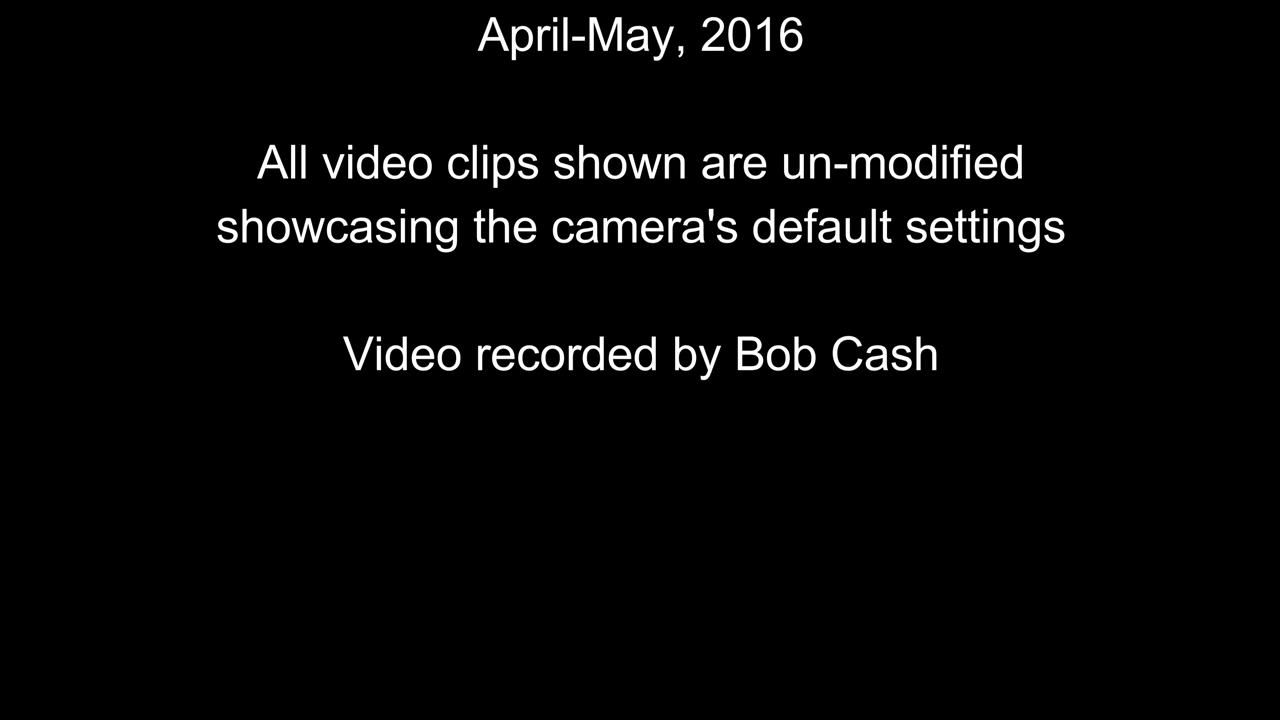 April-May, 2016
All video clips shown are un-modified
showcasing the camera's default settings
Video recorded by Bob Cash